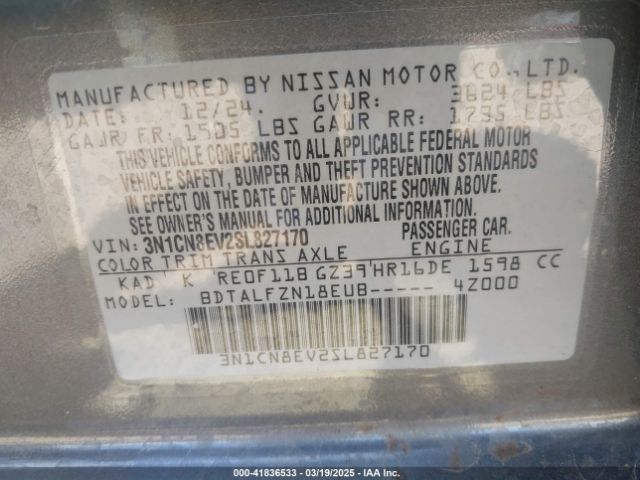 MANUFACTURED BY NISSAN MOTOR CO., LTD.
DATE: 12/24. GVWR: 3624 LBS
GAWR FR: 1905 LBS GAWR RR: 1735 LBS
THIS VEHICLE CONFORMS TO ALL APPLICABLE FEDERAL MOTOR
VEHICLE SAFETY, BUMPER AND THEFT PREVENTION STANDARDS
IN EFFECT ON THE DATE OF MANUFACTURE SHOWN ABOVE.
SEE OWNER'S MANUAL FOR ADDITIONAL INFORMATION
VIN: 3N1CN8EV2SL827170 PASSENGER CAR.
COLOR TRIM TRANS AXLE ENGINE
KAD K RE0F11B GZ39 HR16DE 1598 CC
BDTALFZN18EUB----- 4Z000
3N1CN8EV2SL827170
000-41836533 — 03/19/2025 — IAA Inc.